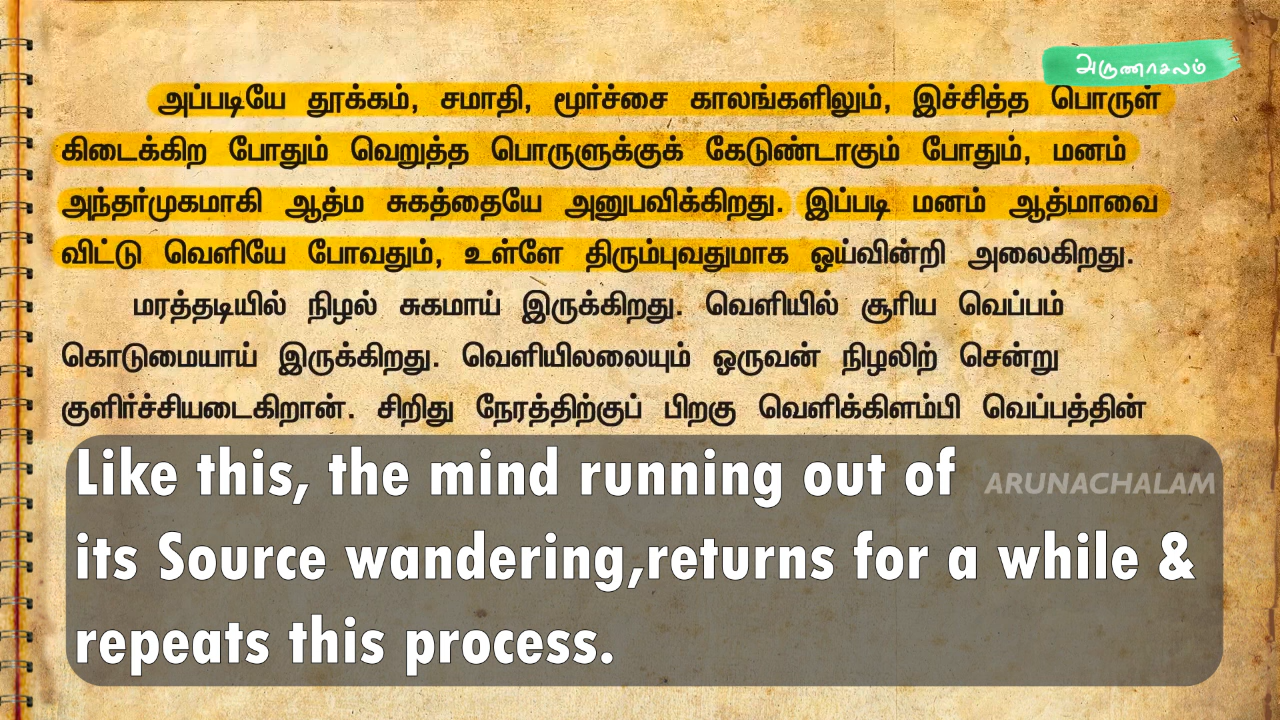 அருணாசலம்
அப்படியே தூக்கம், சமாதி, மூர்ச்சை காலங்களிலும், இச்சித்த பொருள்
கிடைக்கிற போதும் வெறுத்த பொருளுக்குக் கேடுண்டாகும் போதும், மனம்
அந்தர்முகமாகி ஆத்ம சுகத்தையே அனுபவிக்கிறது. இப்படி மனம் ஆத்மாவை
விட்டு வெளியே போவதும், உள்ளே திரும்புவதுமாக ஓய்வின்றி அலைகிறது.
மரத்தடியில் நிழல் சுகமாய் இருக்கிறது. வெளியில் சூரிய வெப்பம்
கொடுமையாய் இருக்கிறது. வெளியிலலையும் ஒருவன் நிழலிற் சென்று
குளிர்ச்சியடைகிறான். சிறிது நேரத்திற்குப் பிறகு வெளிக்கிளம்பி வெப்பத்தின்
Like this, the mind running out of
ARUNACHALAM
its Source wandering,returns for a while &
repeats this process.